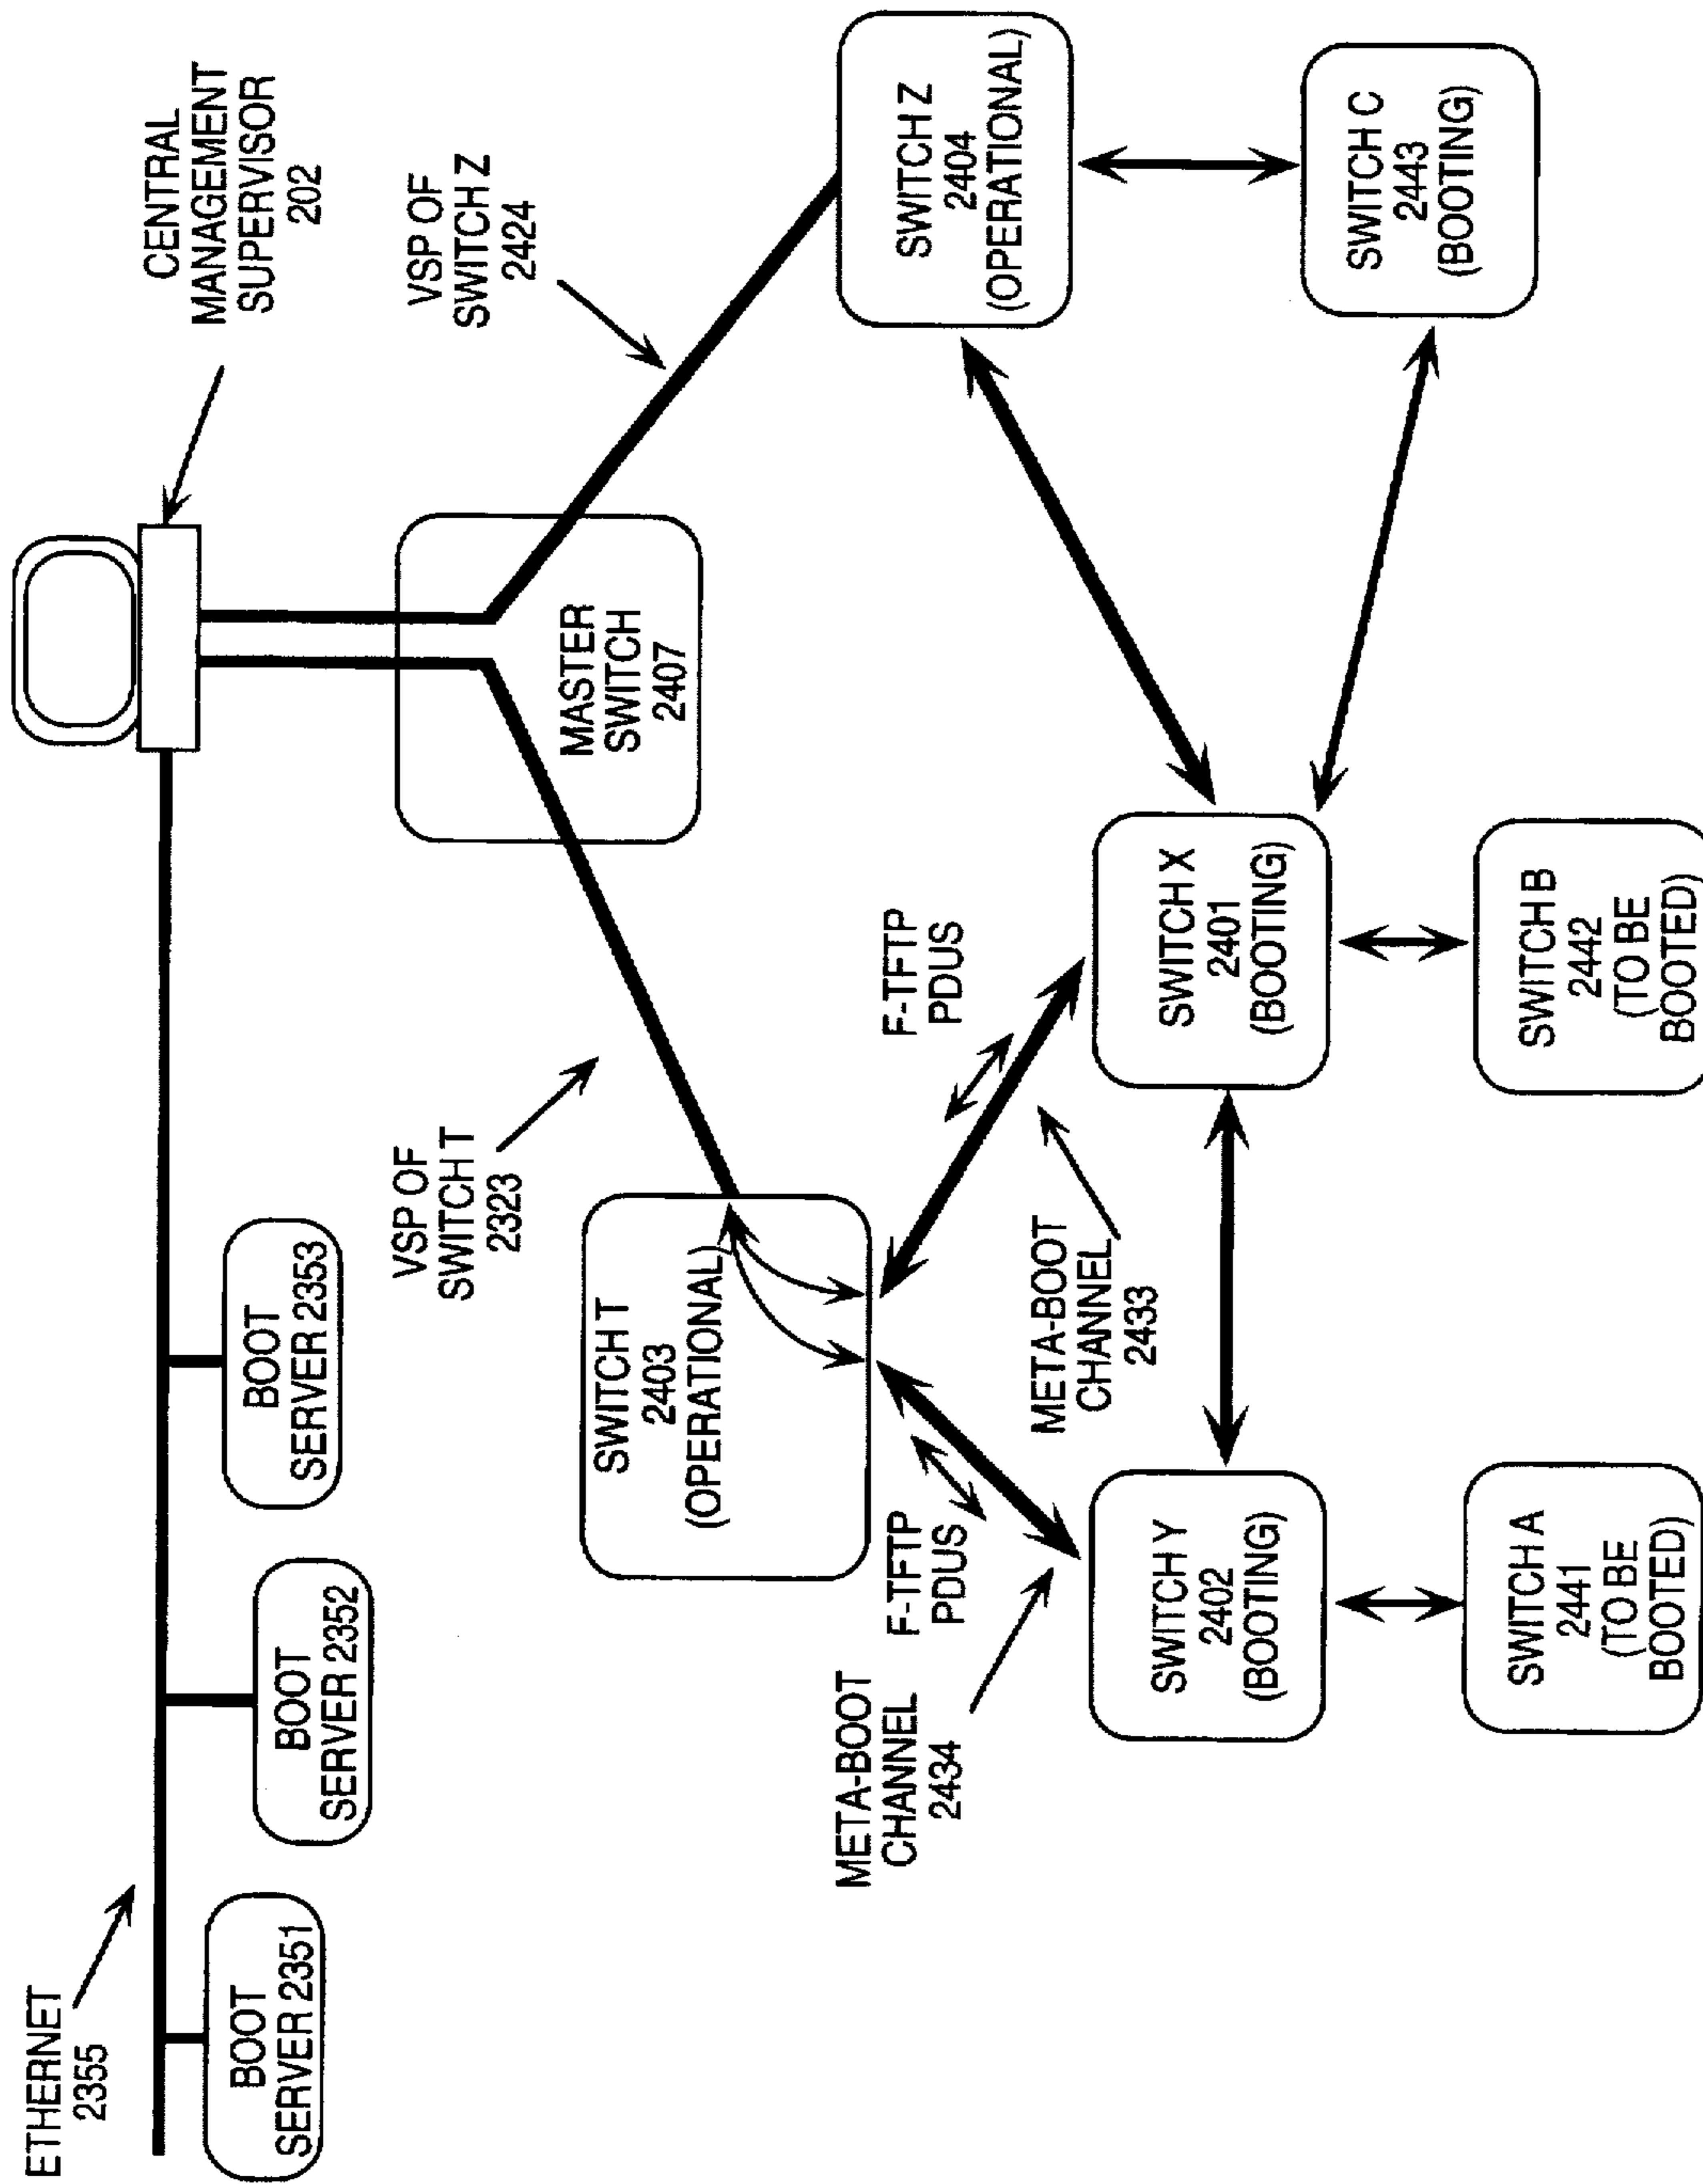 ETHERNET
2355
BOOT
SERVER 2351
BOOT
SERVER 2352
BOOT
SERVER 2353
CENTRAL
MANAGEMENT
SUPERVISOR
202
MASTER
SWITCH
2407
VSP OF
SWITCH T
2323
VSP OF
SWITCH Z
2424
SWITCH T
2403
(OPERATIONAL)
SWITCH Z
2404
(OPERATIONAL)
META-BOOT
CHANNEL
2434
F-TFTP
PDUS
META-BOOT
CHANNEL
2433
F-TFTP
PDUS
SWITCH Y
2402
(BOOTING)
SWITCH X
2401
(BOOTING)
SWITCH C
2443
(BOOTING)
SWITCH A
2441
(TO BE
BOOTED)
SWITCH B
2442
(TO BE
BOOTED)